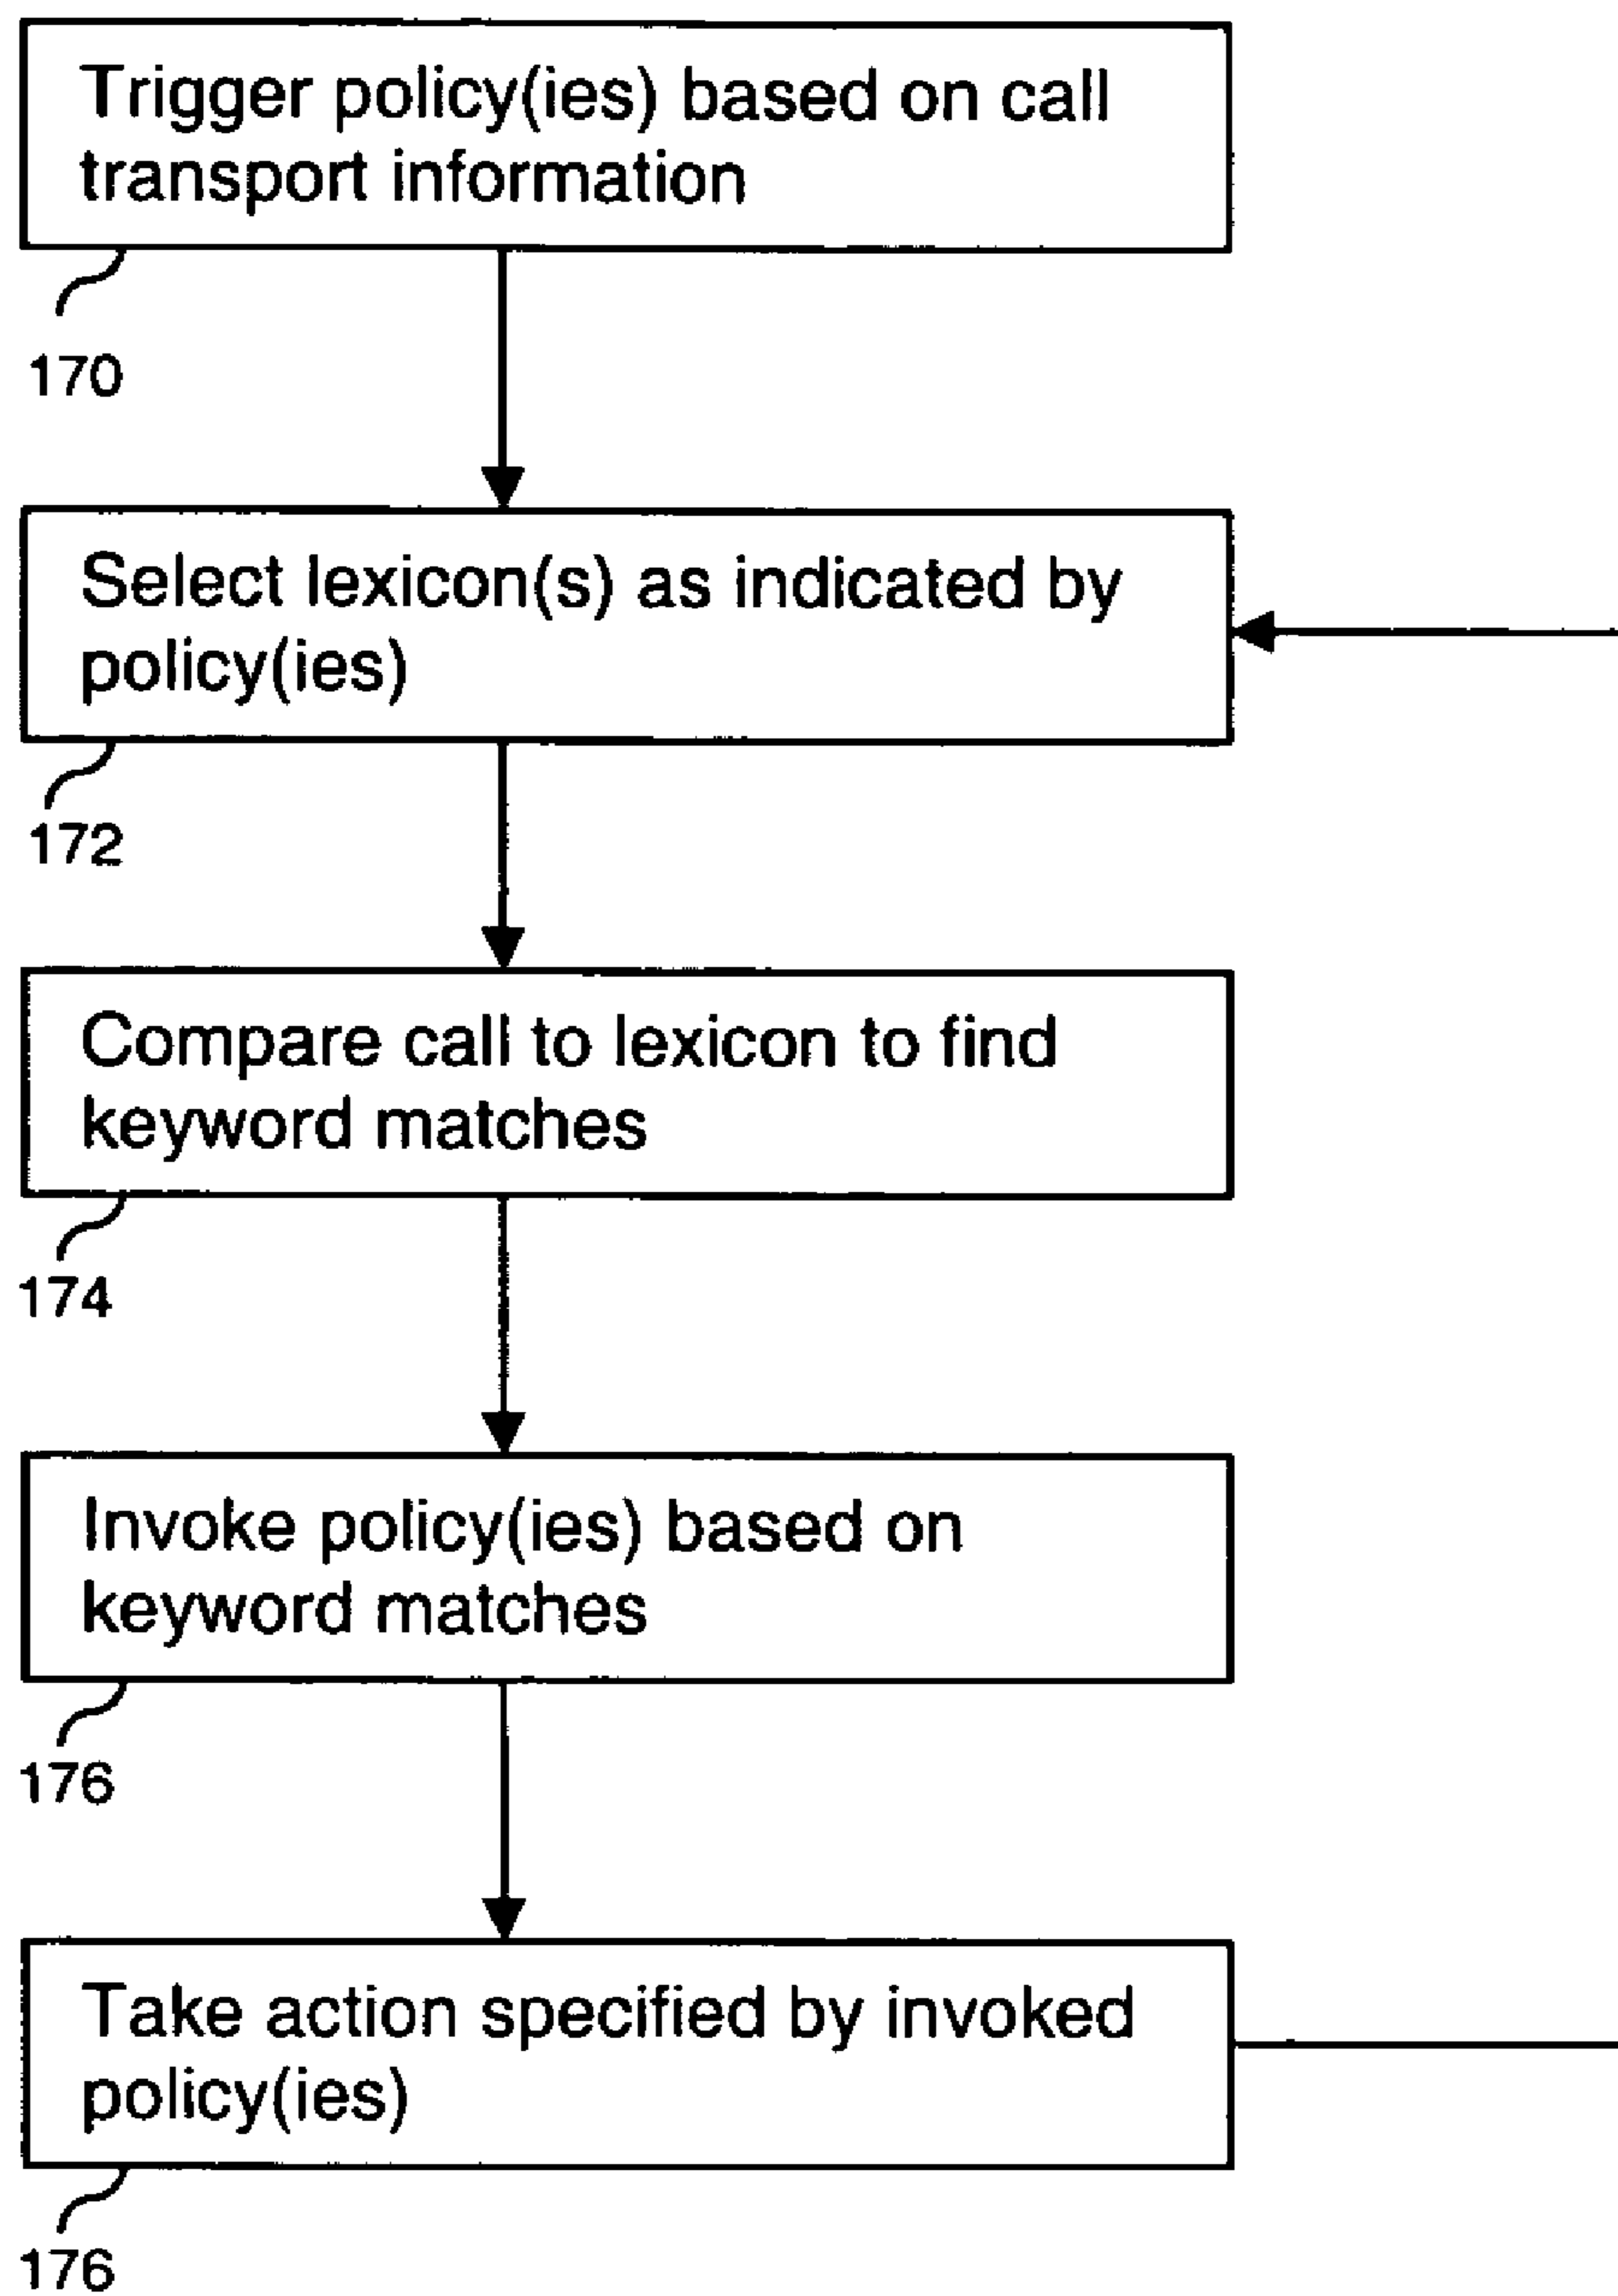 Trigger policy(ies) based on call
transport information
170
Select lexicon(s) as indicated by
policy(ies)
172
Compare call to lexicon to find
keyword matches
174
Invoke policy(ies) based on
keyword matches
176
Take action specified by invoked
policy(ies)
176